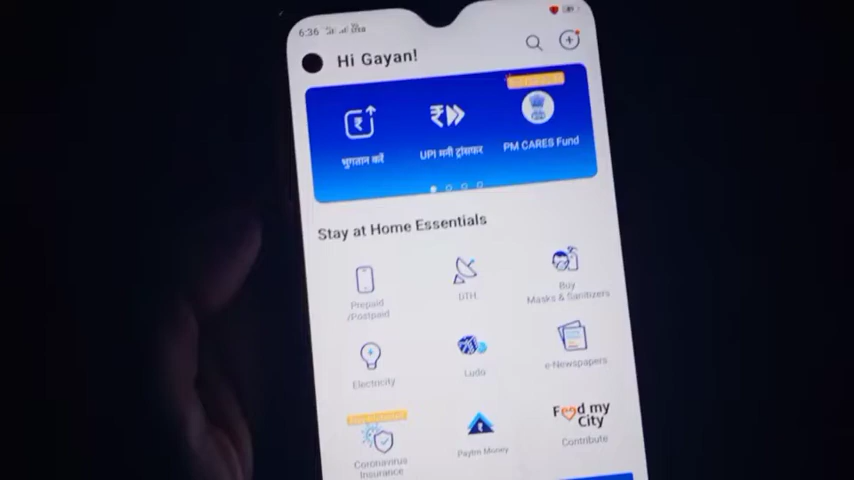 6:36
Hi Gayan!
भुगतान करें
UPI मनी ट्रांसफर
PM CARES Fund
Stay at Home Essentials
Prepaid
/Postpaid
DTH
Buy
Masks & Sanitizers
Electricity
Ludo
e-Newspapers
Coronavirus
Insurance
Paytm Money
Feed my
City
Contribute